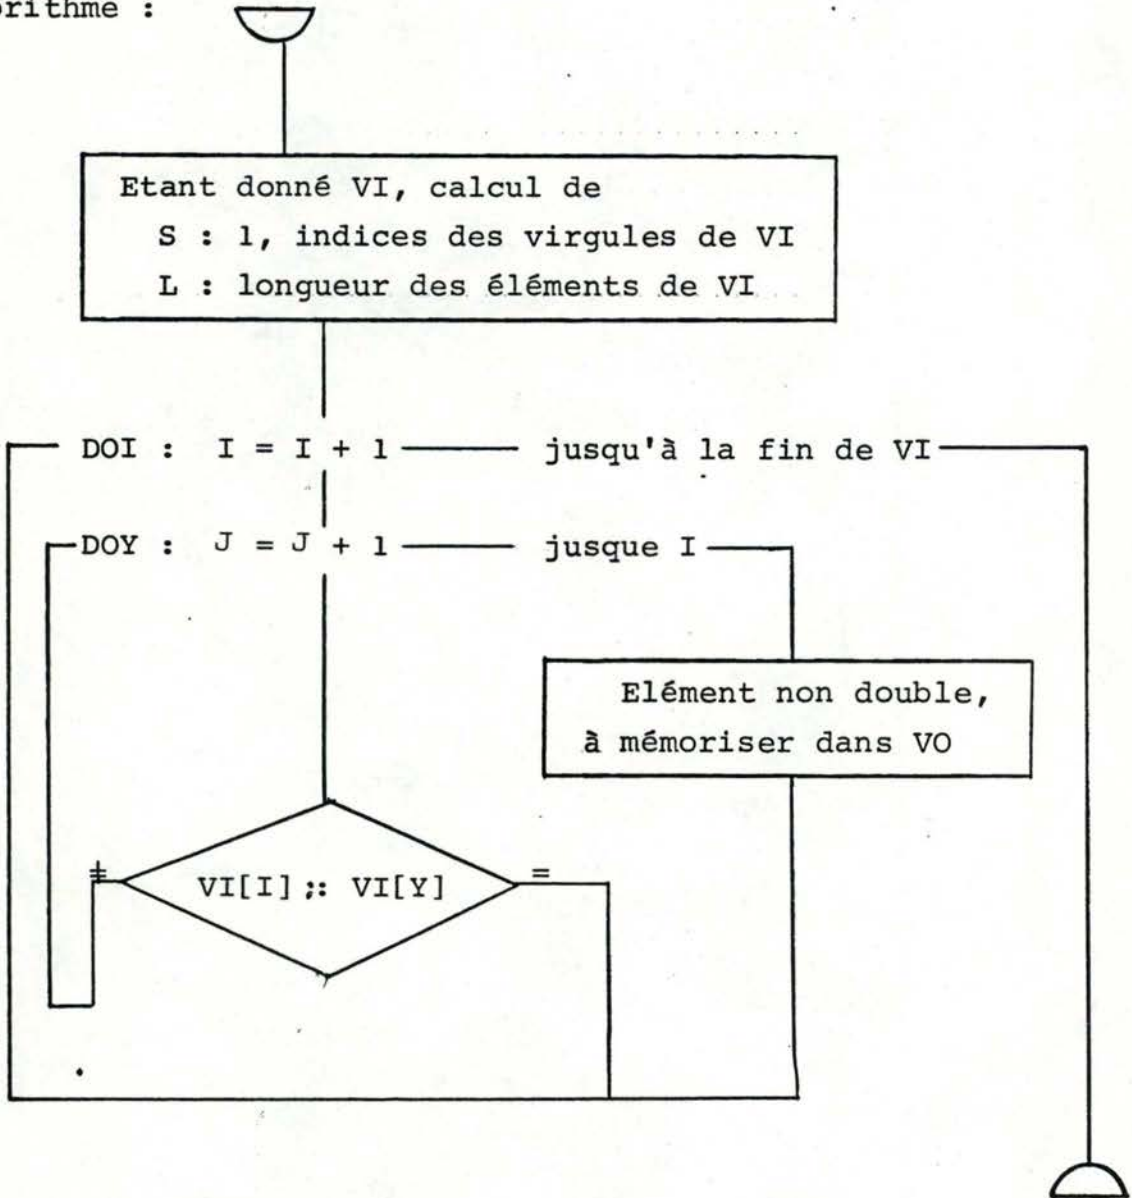 orithme :
Etant donné VI, calcul de
S : 1, indices des virgules de VI
L : longueur des éléments de VI
DOI : I = I + 1 jusqu'à la fin de VI
DOY : J = J + 1 jusque I
Elément non double,
à mémoriser dans VO
≠ VI[I] ;: VI[Y] =